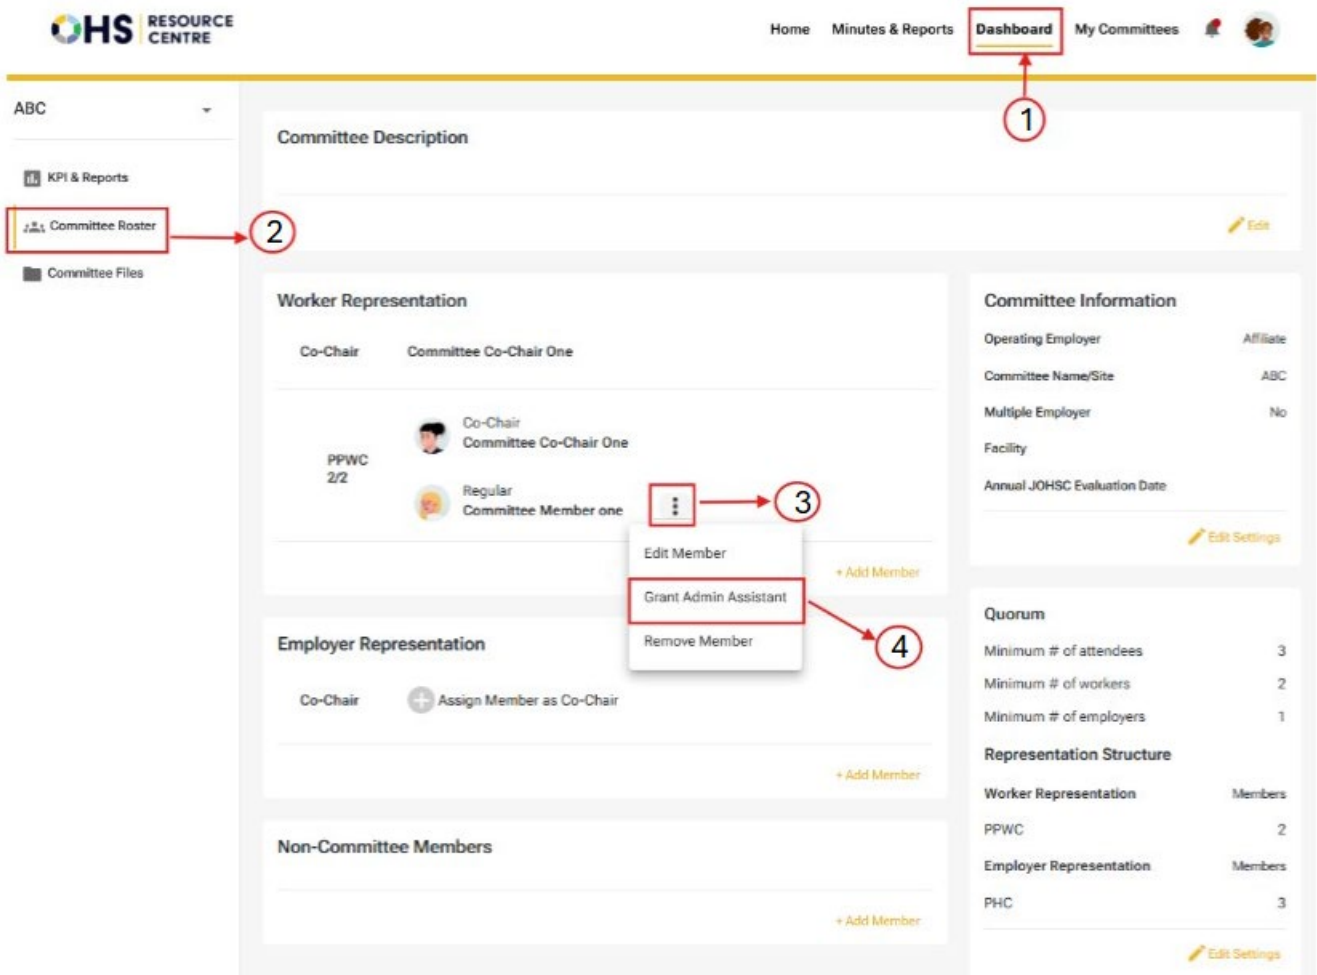 OHS RESOURCE CENTRE
Home Minutes & Reports Dashboard My Committees
1
ABC
KPI & Reports
Committee Roster
2
Committee Files
Committee Description
Edit
Worker Representation
Co-Chair Committee Co-Chair One
PPWC
2/2
Co-Chair
Committee Co-Chair One
Regular
Committee Member one
3
Edit Member
Grant Admin Assistant
Remove Member
4
+ Add Member
Employer Representation
Co-Chair Assign Member as Co-Chair
+ Add Member
Non-Committee Members
+ Add Member
Committee Information
Operating Employer Affiliate
Committee Name/Site ABC
Multiple Employer No
Facility
Annual JOHSC Evaluation Date
Edit Settings
Quorum
Minimum # of attendees 3
Minimum # of workers 2
Minimum # of employers 1
Representation Structure
Worker Representation Members
PPWC 2
Employer Representation Members
PHC 3
Edit Settings